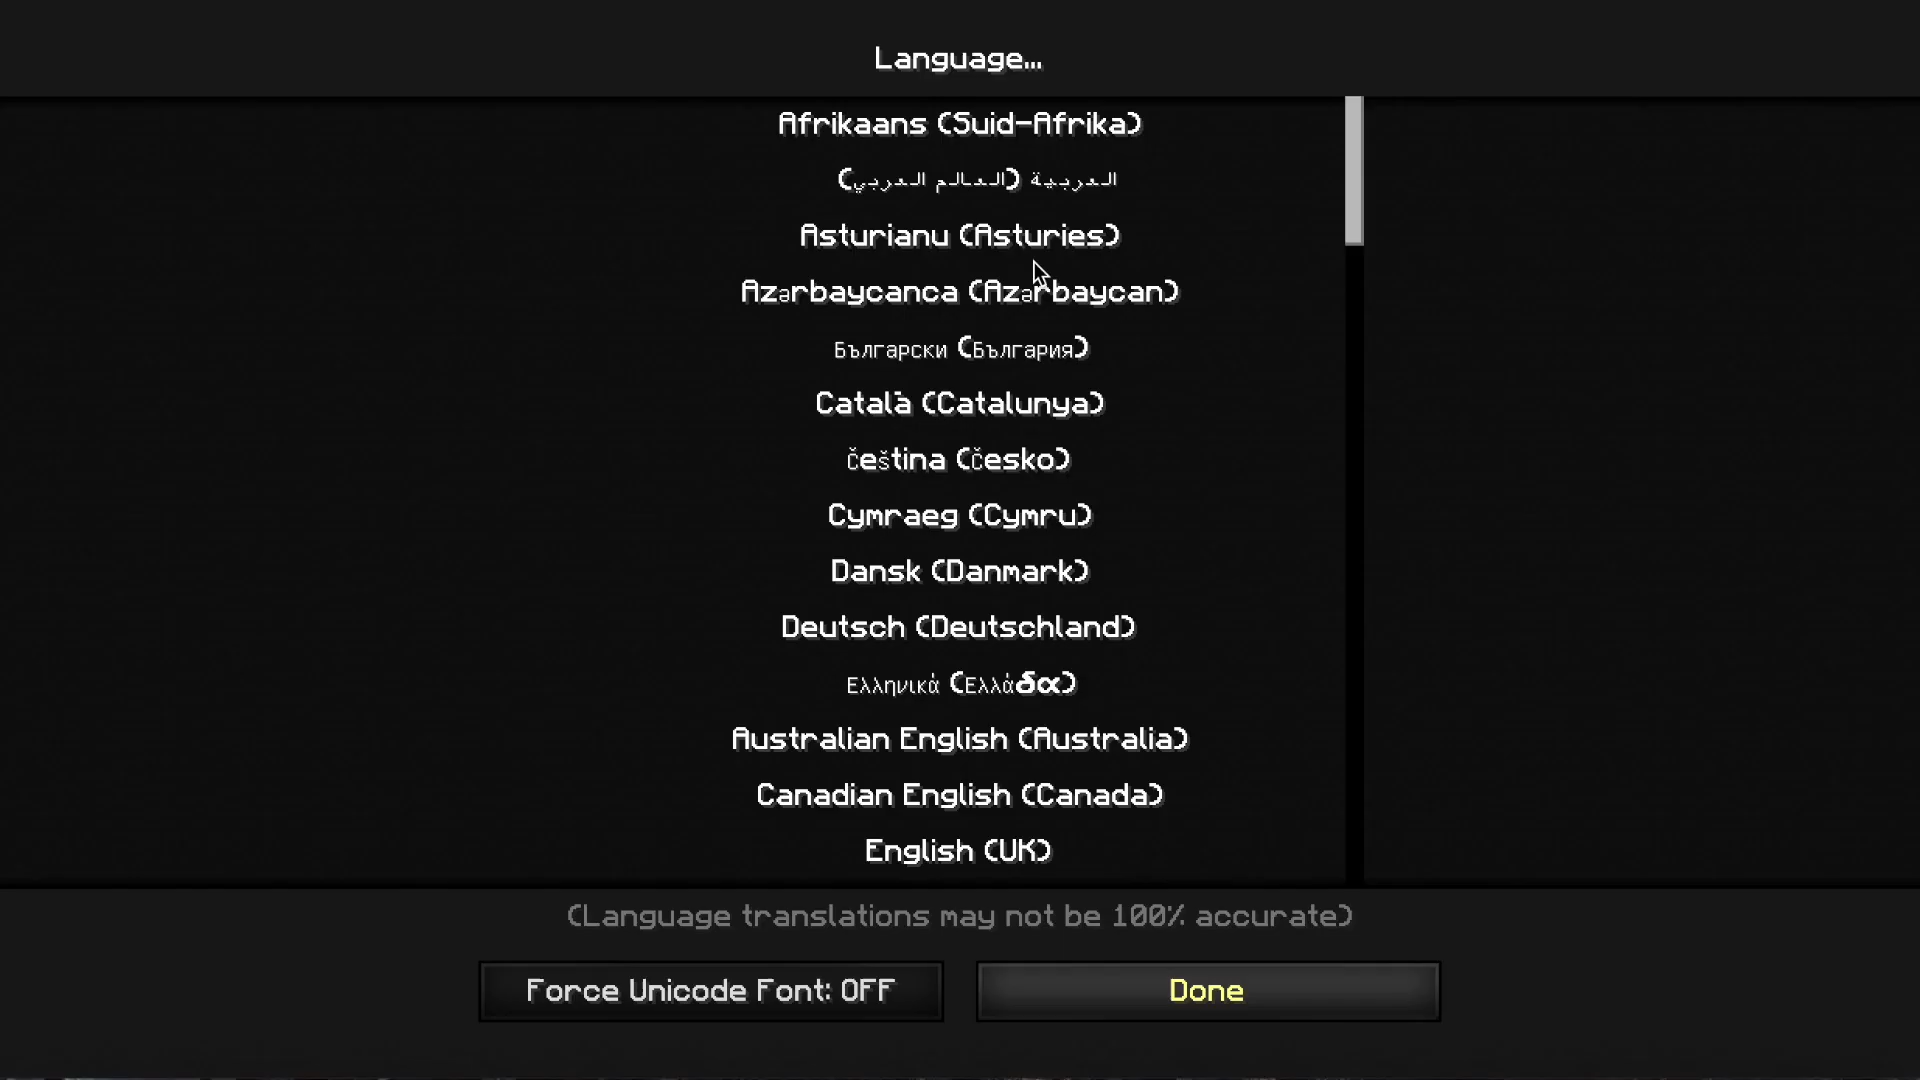 Language...
Afrikaans (Suid-Afrika)
العربية (العالم العربي)
Asturianu (Asturies)
Azərbaycanca (Azərbaycan)
Български (България)
Català (Catalunya)
Čeština (Česko)
Cymraeg (Cymru)
Dansk (Danmark)
Deutsch (Deutschland)
Ελληνικά (Ελλάδα)
Australian English (Australia)
Canadian English (Canada)
English (UK)
(Language translations may not be 100% accurate)
Force Unicode Font: OFF
Done